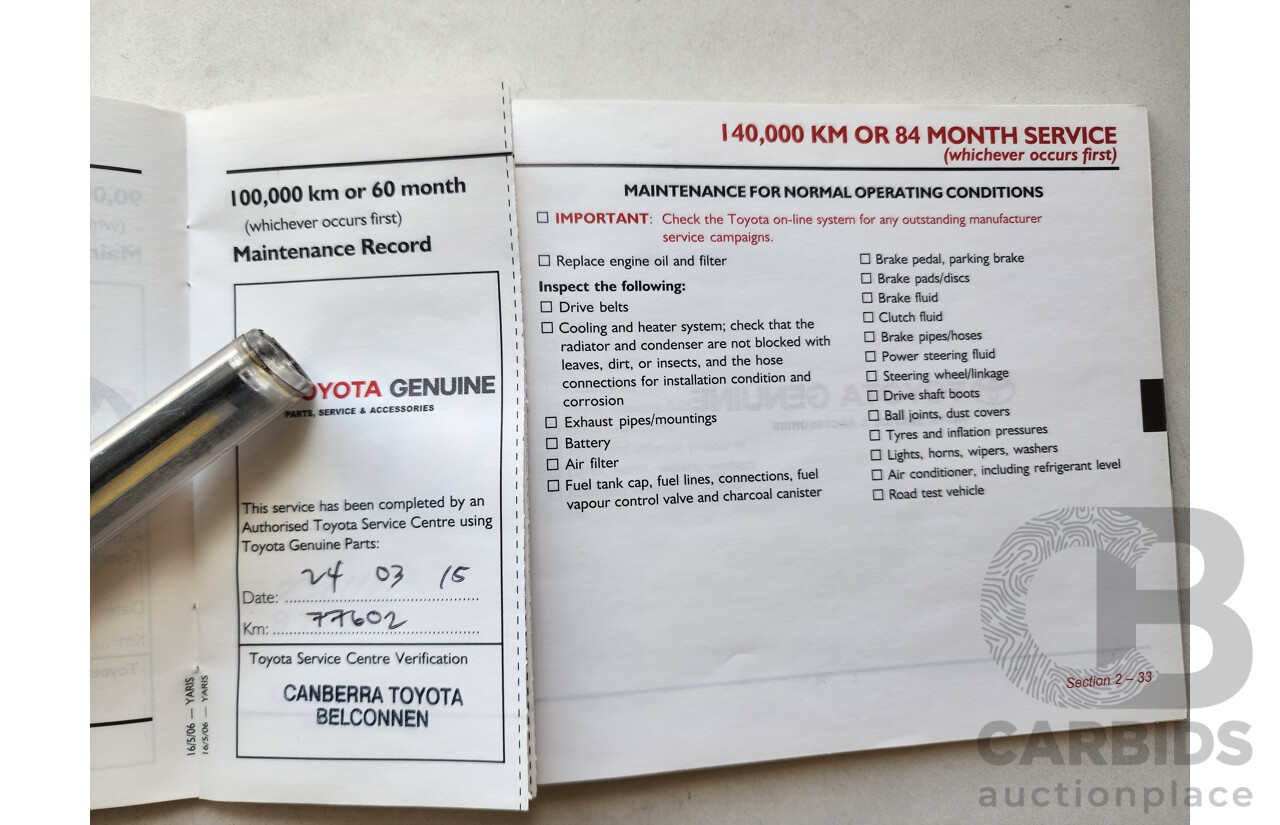 100,000 km or 60 month
(whichever occurs first)
Maintenance Record
TOYOTA GENUINE
PARTS, SERVICE & ACCESSORIES
This service has been completed by an
Authorised Toyota Service Centre using
Toyota Genuine Parts:
Date: 24 03 15
Km: 77602
Toyota Service Centre Verification
CANBERRA TOYOTA
BELCONNEN
16/5/06 — YARIS
16/5/06 — YARIS
140,000 KM OR 84 MONTH SERVICE
(whichever occurs first)
MAINTENANCE FOR NORMAL OPERATING CONDITIONS
IMPORTANT: Check the Toyota on-line system for any outstanding manufacturer
service campaigns.
Replace engine oil and filter
Inspect the following:
Drive belts
Cooling and heater system; check that the
radiator and condenser are not blocked with
leaves, dirt, or insects, and the hose
connections for installation condition and
corrosion
Exhaust pipes/mountings
Battery
Air filter
Fuel tank cap, fuel lines, connections, fuel
vapour control valve and charcoal canister
Brake pedal, parking brake
Brake pads/discs
Brake fluid
Clutch fluid
Brake pipes/hoses
Power steering fluid
Steering wheel/linkage
Drive shaft boots
Ball joints, dust covers
Tyres and inflation pressures
Lights, horns, wipers, washers
Air conditioner, including refrigerant level
Road test vehicle
Section 2 – 33
CB
CARBIDS
auctionplace